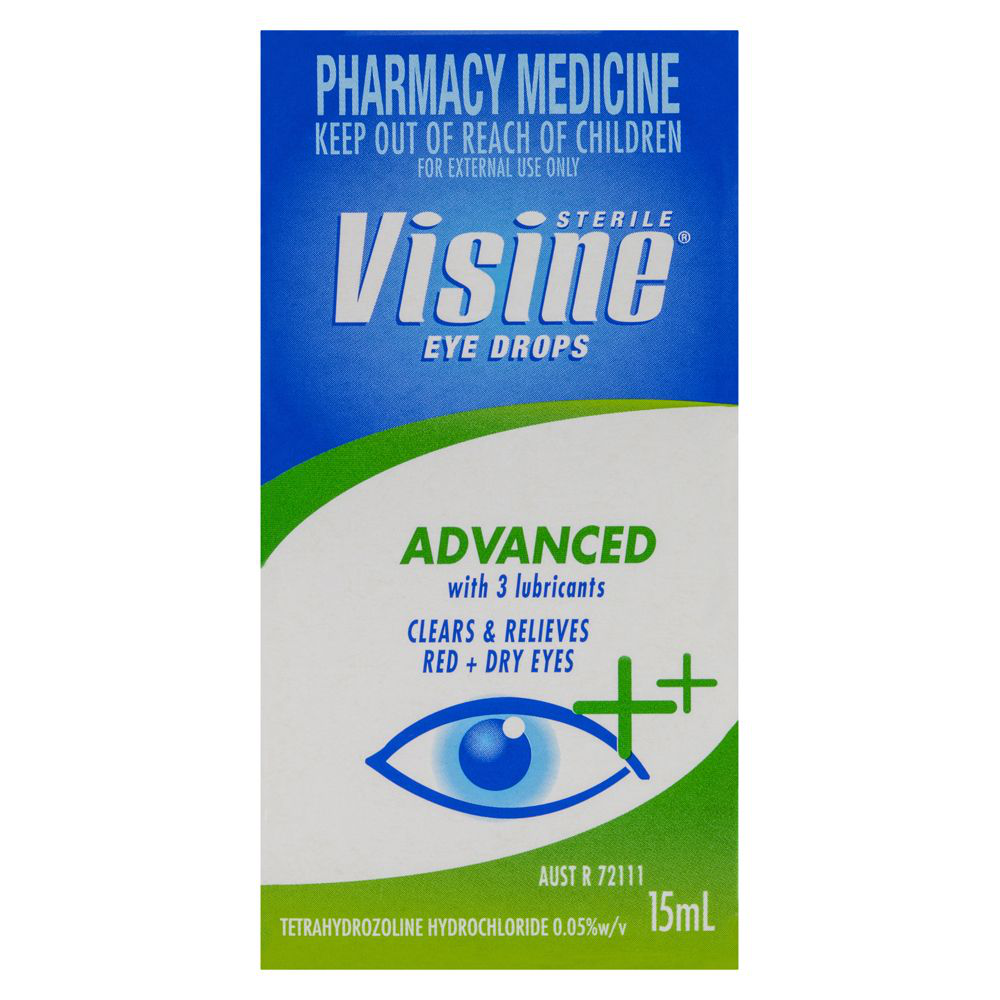 PHARMACY MEDICINE
KEEP OUT OF REACH OF CHILDREN
FOR EXTERNAL USE ONLY
STERILE
Visine®
EYE DROPS
ADVANCED
with 3 lubricants
CLEARS & RELIEVES
RED + DRY EYES
AUST R 72111
TETRAHYDROZOLINE HYDROCHLORIDE 0.05%w/v 15mL